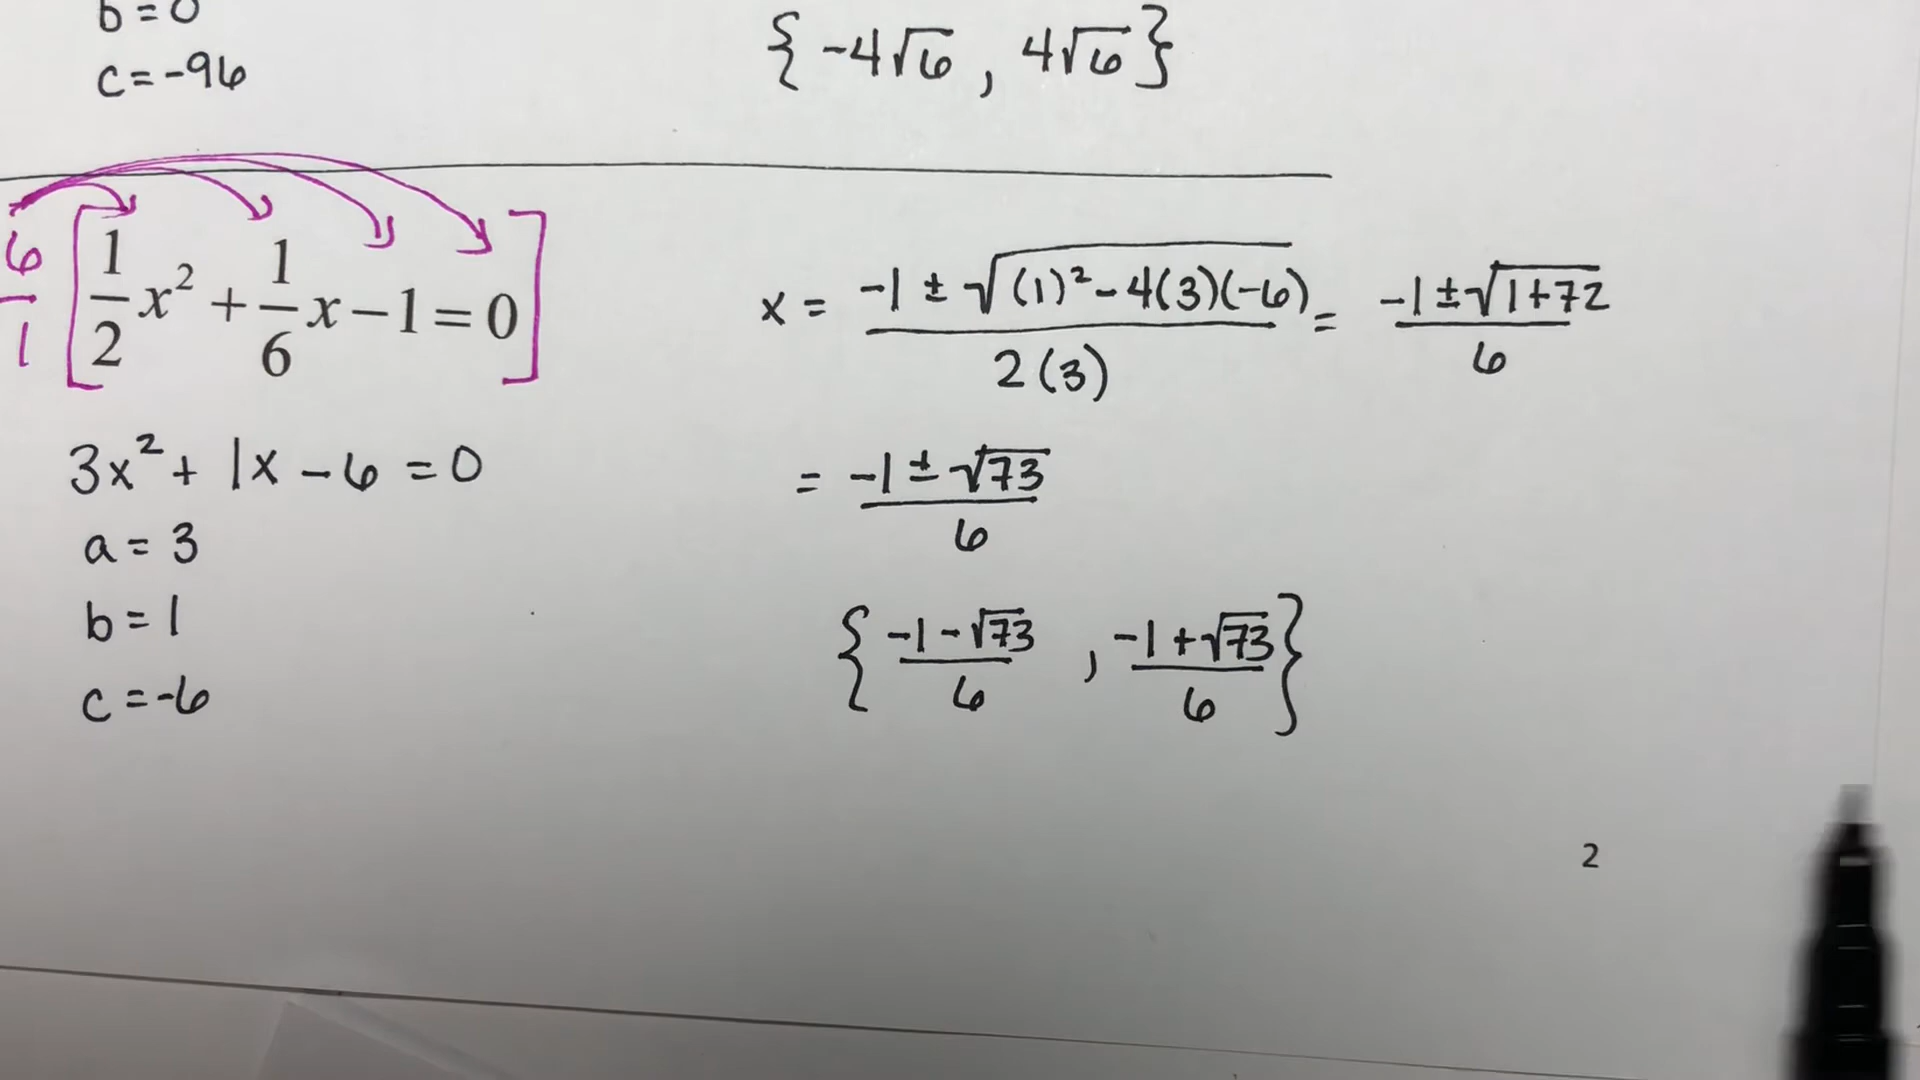 b = 0
c = -96
{ -4√6 , 4√6 }
6/1 [ 1/2 x² + 1/6 x − 1 = 0 ]
x = (-1 ± √((1)² - 4(3)(-6))) / 2(3) = (-1 ± √(1+72)) / 6
3x² + 1x - 6 = 0
= (-1 ± √73) / 6
a = 3
b = 1
c = -6
{ (-1 - √73) / 6 , (-1 + √73) / 6 }
2